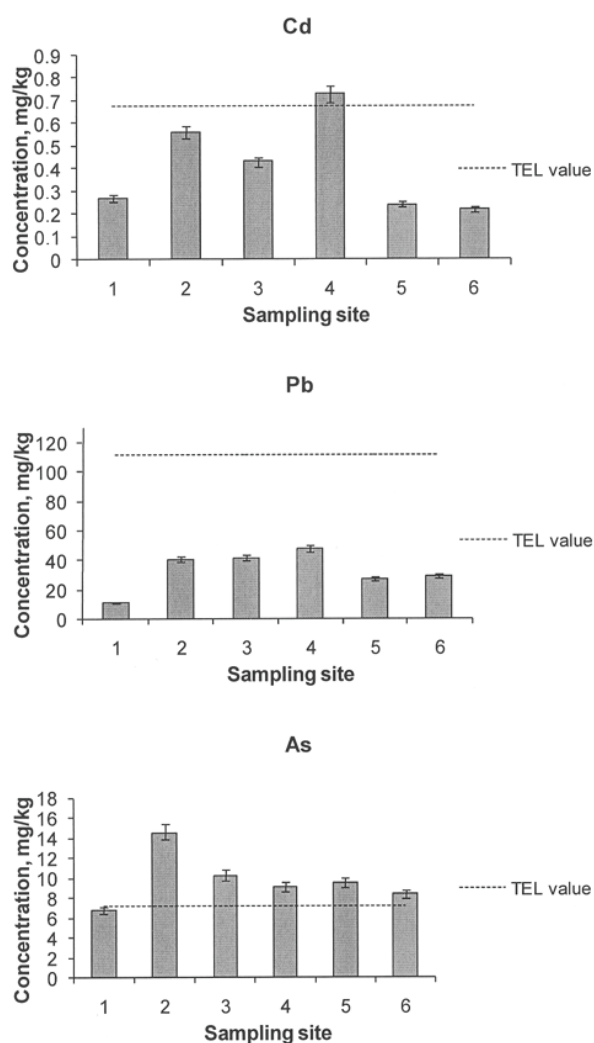 Cd
Concentration, mg/kg
0.9
0.8
0.7
0.6
0.5
0.4
0.3
0.2
0.1
0
1 2 3 4 5 6
Sampling site
TEL value
Pb
Concentration, mg/kg
120
100
80
60
40
20
0
1 2 3 4 5 6
Sampling site
TEL value
As
Concentration, mg/kg
18
16
14
12
10
8
6
4
2
0
1 2 3 4 5 6
Sampling site
TEL value